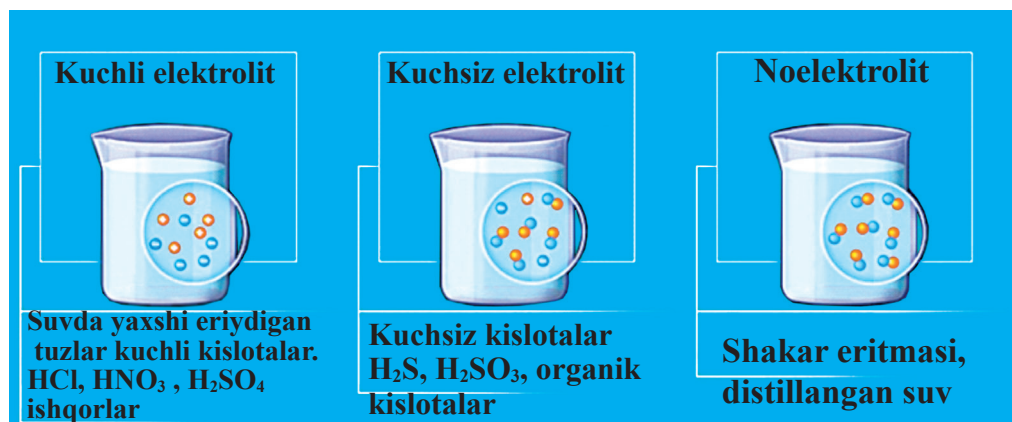 Kuchli elektrolit
Suvda yaxshi eriydigan
tuzlar kuchli kislotalar.
HCl, HNO₃ , H₂SO₄
ishqorlar
Kuchsiz elektrolit
Kuchsiz kislotalar
H₂S, H₂SO₃, organik
kislotalar
Noelektrolit
Shakar eritmasi,
distillangan suv